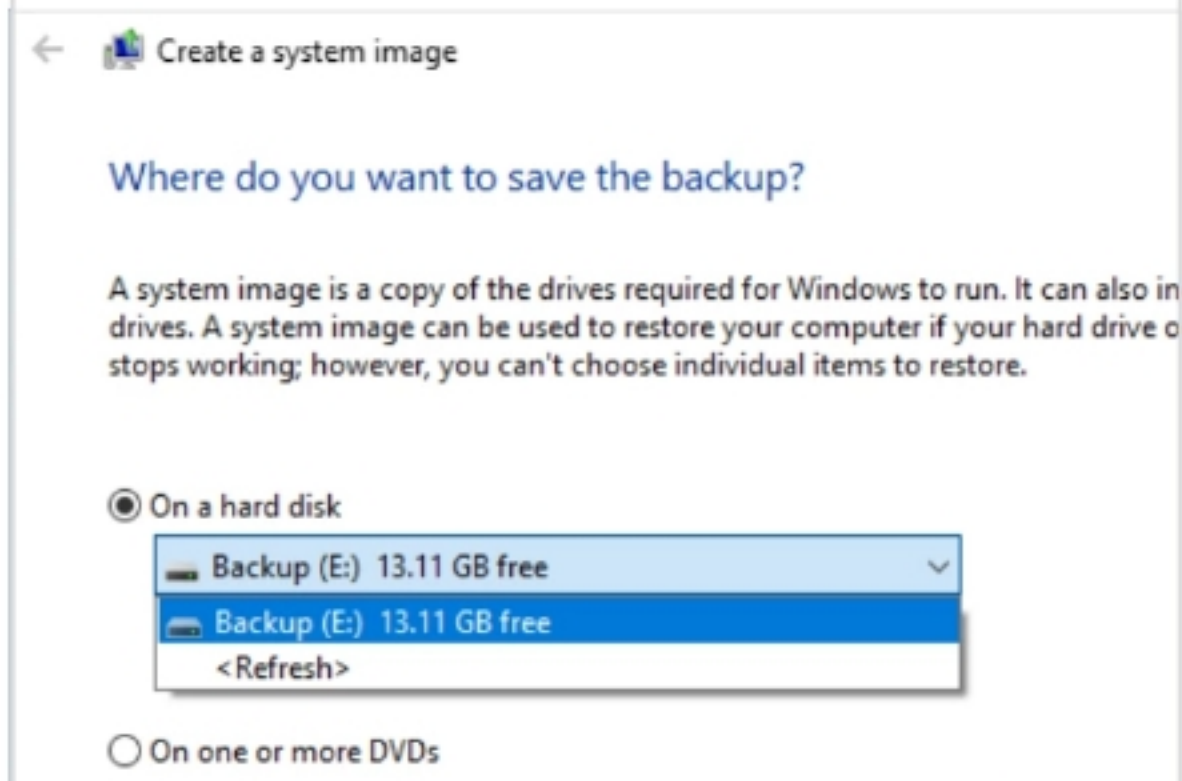 Create a system image
Where do you want to save the backup?
A system image is a copy of the drives required for Windows to run. It can also in
drives. A system image can be used to restore your computer if your hard drive o
stops working; however, you can't choose individual items to restore.
On a hard disk
Backup (E:)  13.11 GB free
Backup (E:)  13.11 GB free
<Refresh>
On one or more DVDs